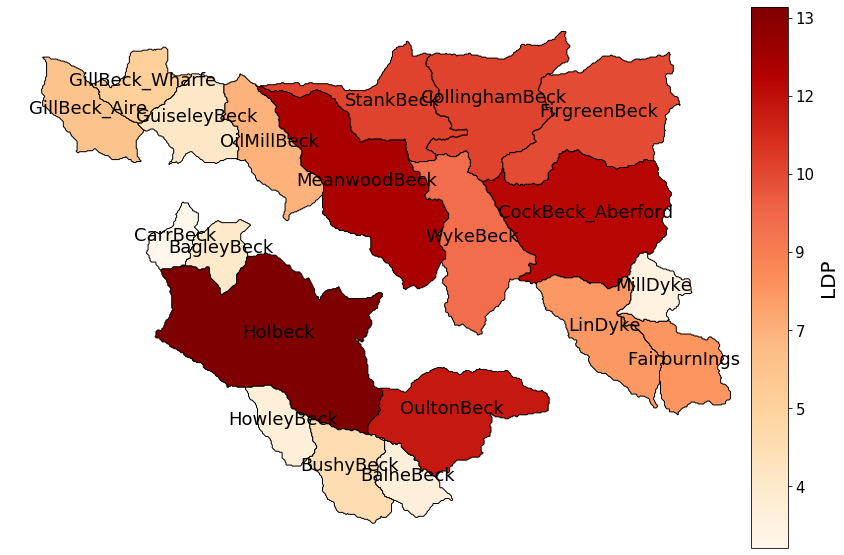 GillBeck_Wharfe
GillBeck_Aire
GuiseleyBeck
OilMillBeck
StankBeck
CollinghamBeck
FirgreenBeck
MeanwoodBeck
CockBeck_Aberford
WykeBeck
CarrBeck
BagleyBeck
MillDyke
LinDyke
Holbeck
FairburnIngs
OultonBeck
HowleyBeck
BushyBeck
BalneBeck
13
12
10
9
7
5
4
LDP